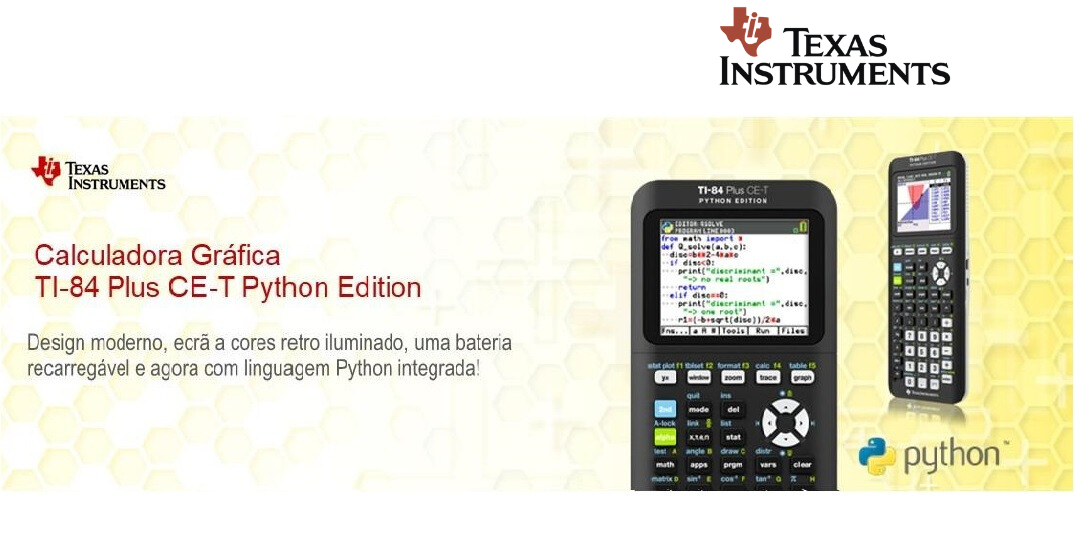 TEXAS
INSTRUMENTS
TEXAS
INSTRUMENTS
Calculadora Gráfica
TI-84 Plus CE-T Python Edition
Design moderno, ecrã a cores retro iluminado, uma bateria
recarregável e agora com linguagem Python integrada!
TI-84 Plus CE-T
PYTHON EDITION
EDITOR: QSOLVE
PROGRAM LINE 0003
from math import *
def Q_solve(a,b,c):
disc=b**2-4*a*c
if disc<0:
print("discriminant =",disc,
"-> no real roots")
return
elif disc==0:
print("discriminant =",disc,
"-> one root")
r1=(-b+sqrt(disc))/2*a
Fns... a A # Tools Run Files
stat plot f1 tblset f2 format f3 calc f4 table f5
y= window zoom trace graph
quit ins
2nd mode del
A-lock link list
alpha X,T,θ,n stat
test A angle B draw C distr
math apps prgm vars clear
matrix D sin⁻¹ E cos⁻¹ F tan⁻¹ G π H
python™